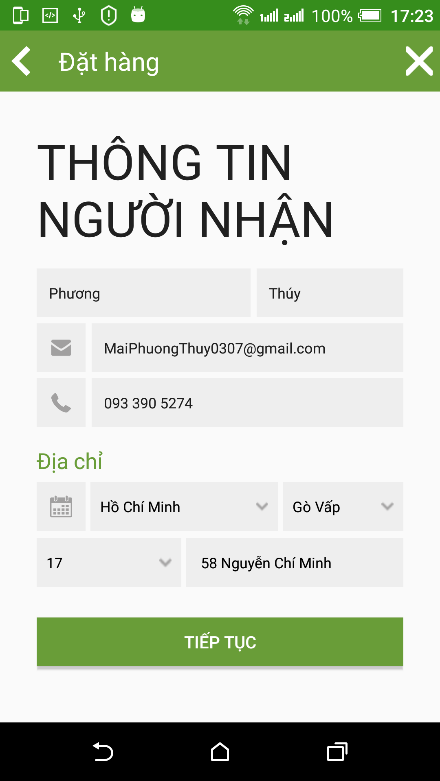 100% 17:23
Đặt hàng
THÔNG TIN
NGƯỜI NHẬN
Phương Thúy
MaiPhuongThuy0307@gmail.com
093 390 5274
Địa chỉ
Hồ Chí Minh Gò Vấp
17 58 Nguyễn Chí Minh
TIẾP TỤC